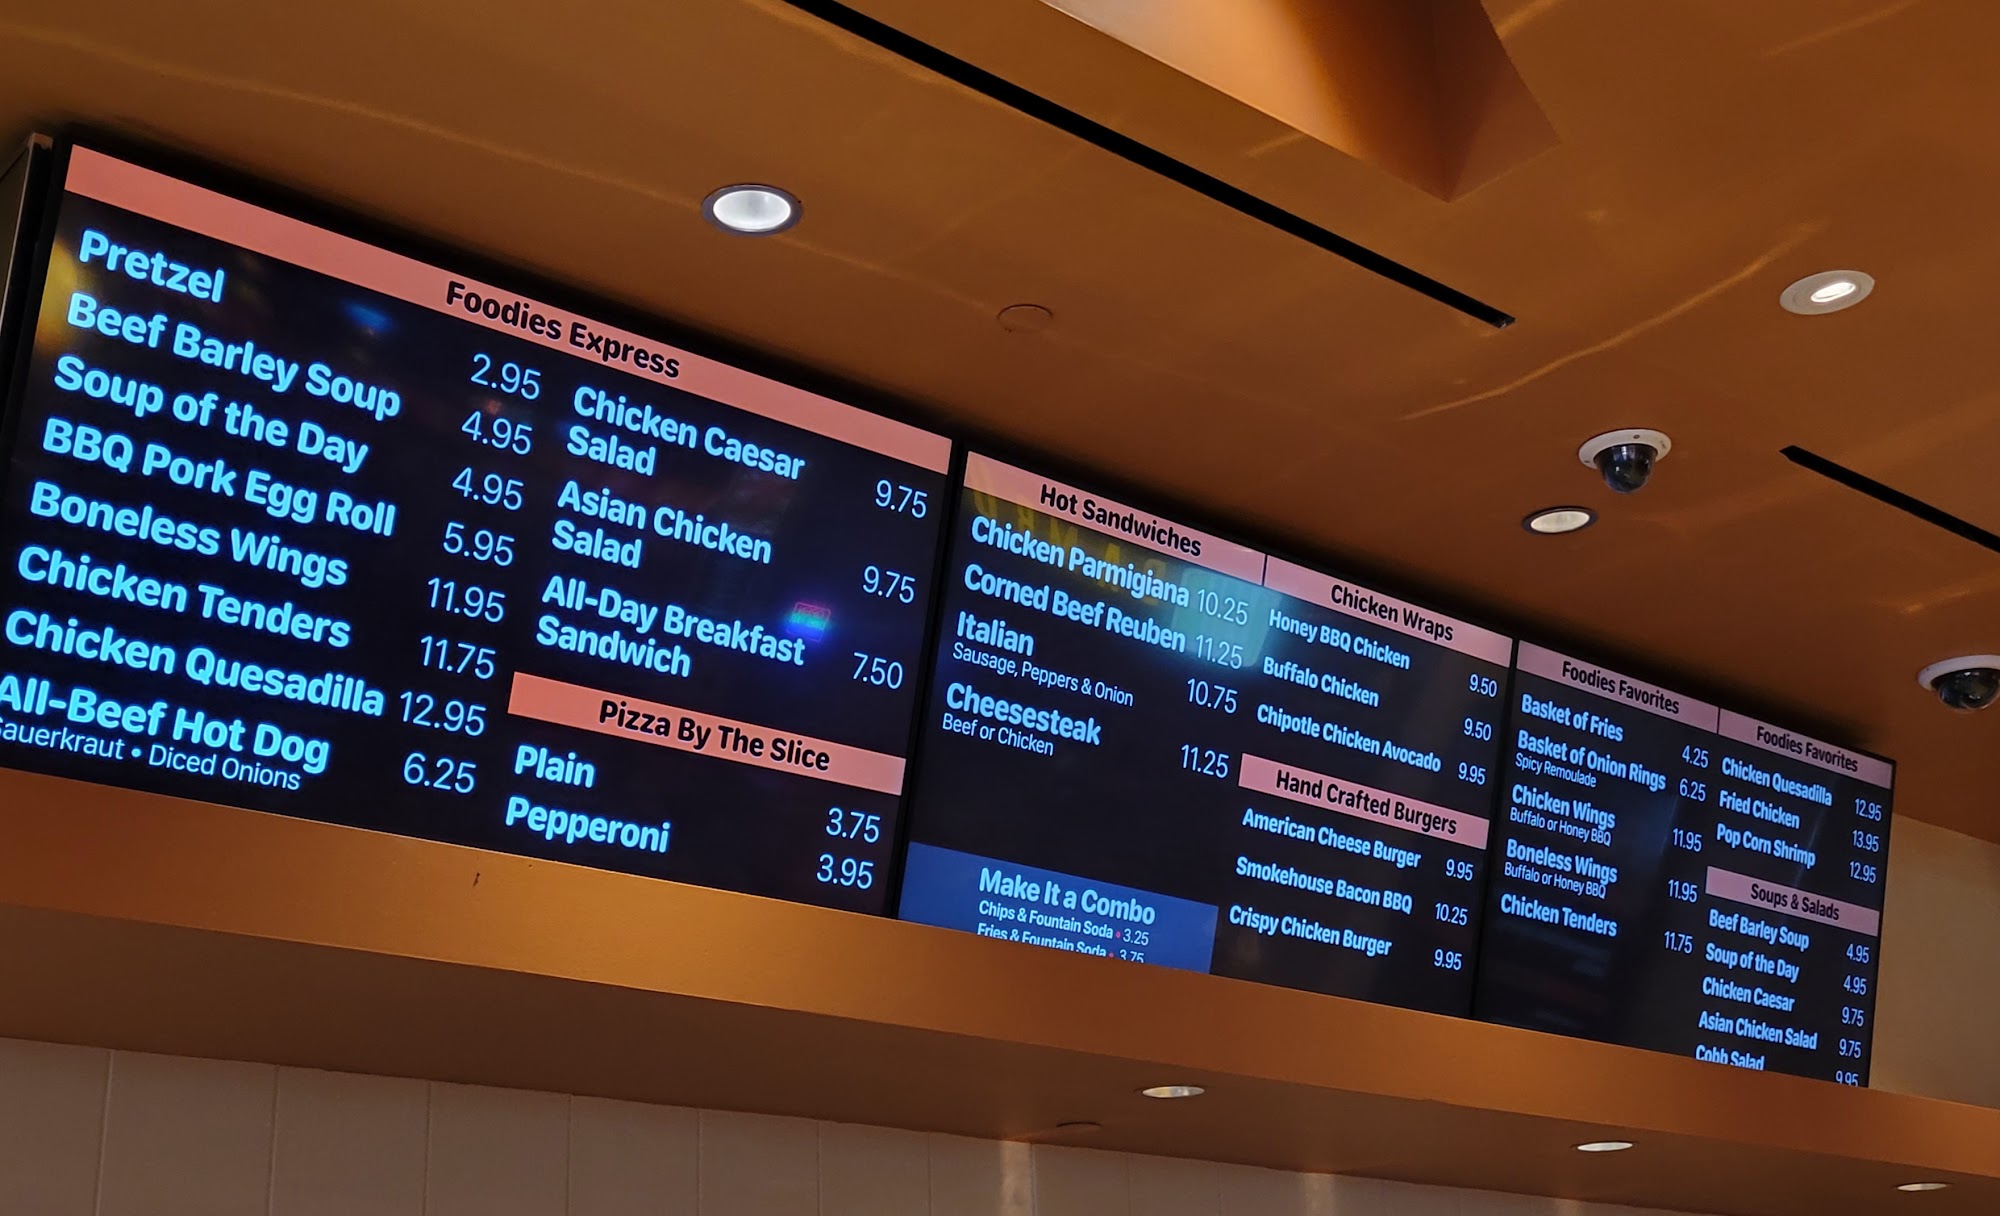 Foodies Express
Pretzel 2.95
Beef Barley Soup 4.95
Soup of the Day 4.95
BBQ Pork Egg Roll 5.95
Boneless Wings 11.95
Chicken Tenders 11.75
Chicken Quesadilla 12.95
All-Beef Hot Dog 6.25
Sauerkraut • Diced Onions
Chicken Caesar
Salad 9.75
Asian Chicken
Salad 9.75
All-Day Breakfast
Sandwich 7.50
Pizza By The Slice
Plain 3.75
Pepperoni 3.95
Hot Sandwiches
Chicken Parmigiana 10.25
Corned Beef Reuben 11.25
Italian 10.75
Sausage, Peppers & Onion
Cheesesteak 11.25
Beef or Chicken
Make It a Combo
Chips & Fountain Soda • 3.25
Fries & Fountain Soda • 3.75
Chicken Wraps
Honey BBQ Chicken 9.50
Buffalo Chicken 9.50
Chipotle Chicken Avocado 9.95
Hand Crafted Burgers
American Cheese Burger 9.95
Smokehouse Bacon BBQ 10.25
Crispy Chicken Burger 9.95
Foodies Favorites
Basket of Fries 4.25
Basket of Onion Rings 6.25
Spicy Remoulade
Chicken Wings 11.95
Buffalo or Honey BBQ
Boneless Wings 11.95
Buffalo or Honey BBQ
Chicken Tenders 11.75
Foodies Favorites
Chicken Quesadilla 12.95
Fried Chicken 13.95
Pop Corn Shrimp 12.95
Soups & Salads
Beef Barley Soup 4.95
Soup of the Day 4.95
Chicken Caesar 9.75
Asian Chicken Salad 9.75
Cobb Salad 9.95